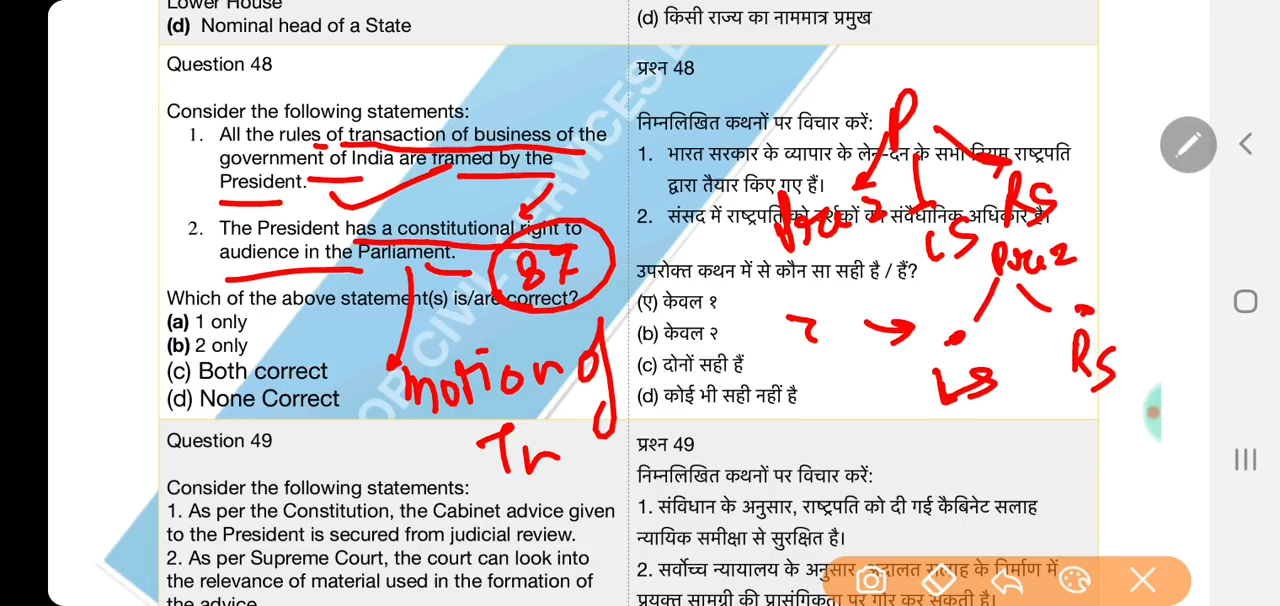 Lower House
(d) Nominal head of a State
Question 48
Consider the following statements:
1. All the rules of transaction of business of the
government of India are framed by the
President.
2. The President has a constitutional right to
audience in the Parliament.
Which of the above statement(s) is/are correct?
(a) 1 only
(b) 2 only
(c) Both correct
(d) None Correct
Question 49
Consider the following statements:
1. As per the Constitution, the Cabinet advice given
to the President is secured from judicial review.
2. As per Supreme Court, the court can look into
the relevance of material used in the formation of
the advice
(d) किसी राज्य का नाममात्र प्रमुख
प्रश्न 48
निम्नलिखित कथनों पर विचार करें:
1. भारत सरकार के व्यापार के लेन-देन के सभी नियम राष्ट्रपति
द्वारा तैयार किए गए हैं।
2. संसद में राष्ट्रपति को दर्शकों का संवैधानिक अधिकार है।
उपरोक्त कथन में से कौन सा सही है / हैं?
(ए) केवल १
(b) केवल २
(c) दोनों सही हैं
(d) कोई भी सही नहीं है
प्रश्न 49
निम्नलिखित कथनों पर विचार करें:
1. संविधान के अनुसार, राष्ट्रपति को दी गई कैबिनेट सलाह
न्यायिक समीक्षा से सुरक्षित है।
2. सर्वोच्च न्यायालय के अनुसार, अदालत सलाह के निर्माण में
प्रयुक्त सामग्री की प्रासंगिकता पर गौर कर सकती है।
87
motion of
Tn
P
RS
LS
Prez
RS
LS
CIVIL SERVICES